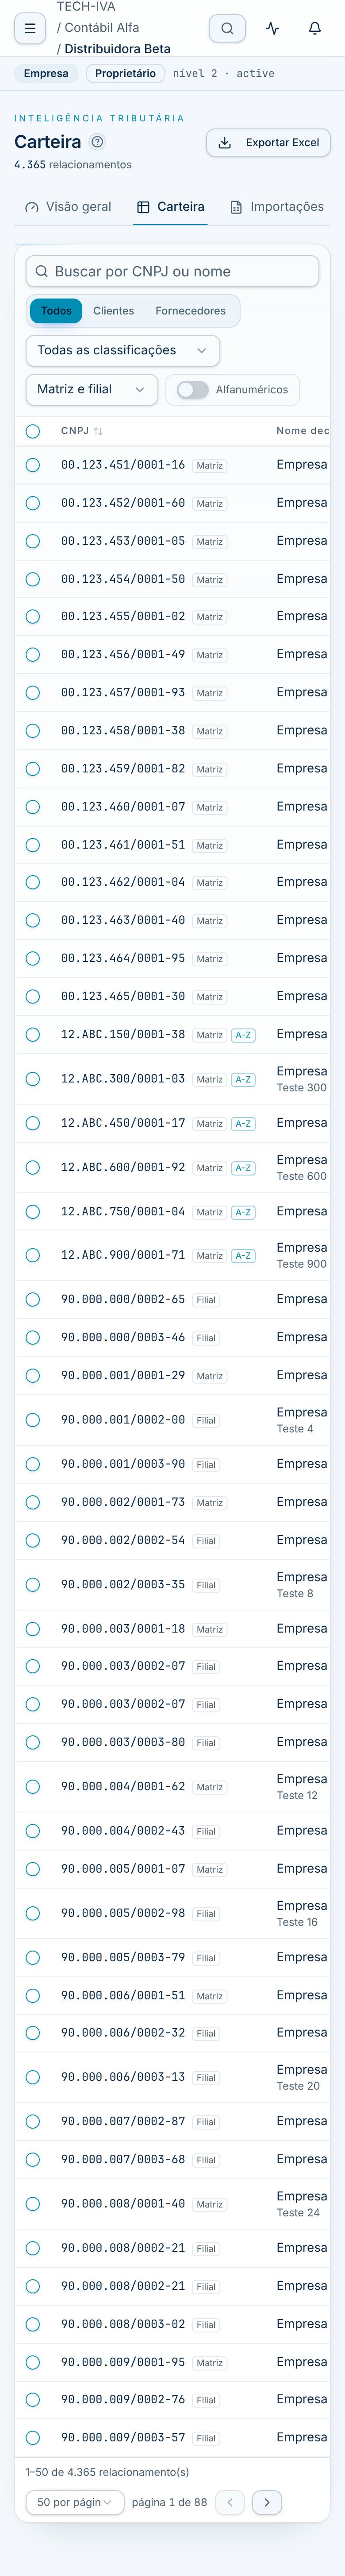 TECH-IVA
/ Contábil Alfa
/ Distribuidora Beta
Empresa Proprietário nível 2 · active
INTELIGÊNCIA TRIBUTÁRIA
Carteira
Exportar Excel
4.365 relacionamentos
Visão geral Carteira Importações
Buscar por CNPJ ou nome
Todos Clientes Fornecedores
Todas as classificações
Matriz e filial Alfanuméricos
CNPJ Nome dec
00.123.451/0001-16 Matriz Empresa
00.123.452/0001-60 Matriz Empresa
00.123.453/0001-05 Matriz Empresa
00.123.454/0001-50 Matriz Empresa
00.123.455/0001-02 Matriz Empresa
00.123.456/0001-49 Matriz Empresa
00.123.457/0001-93 Matriz Empresa
00.123.458/0001-38 Matriz Empresa
00.123.459/0001-82 Matriz Empresa
00.123.460/0001-07 Matriz Empresa
00.123.461/0001-51 Matriz Empresa
00.123.462/0001-04 Matriz Empresa
00.123.463/0001-40 Matriz Empresa
00.123.464/0001-95 Matriz Empresa
00.123.465/0001-30 Matriz Empresa
12.ABC.150/0001-38 Matriz A-Z Empresa
12.ABC.300/0001-03 Matriz A-Z Empresa
Teste 300
12.ABC.450/0001-17 Matriz A-Z Empresa
12.ABC.600/0001-92 Matriz A-Z Empresa
Teste 600
12.ABC.750/0001-04 Matriz A-Z Empresa
12.ABC.900/0001-71 Matriz A-Z Empresa
Teste 900
90.000.000/0002-65 Filial Empresa
90.000.000/0003-46 Filial Empresa
90.000.001/0001-29 Matriz Empresa
90.000.001/0002-00 Filial Empresa
Teste 4
90.000.001/0003-90 Filial Empresa
90.000.002/0001-73 Matriz Empresa
90.000.002/0002-54 Filial Empresa
90.000.002/0003-35 Filial Empresa
Teste 8
90.000.003/0001-18 Matriz Empresa
90.000.003/0002-07 Filial Empresa
90.000.003/0002-07 Filial Empresa
90.000.003/0003-80 Filial Empresa
90.000.004/0001-62 Matriz Empresa
Teste 12
90.000.004/0002-43 Filial Empresa
90.000.005/0001-07 Matriz Empresa
90.000.005/0002-98 Filial Empresa
Teste 16
90.000.005/0003-79 Filial Empresa
90.000.006/0001-51 Matriz Empresa
90.000.006/0002-32 Filial Empresa
90.000.006/0003-13 Filial Empresa
Teste 20
90.000.007/0002-87 Filial Empresa
90.000.007/0003-68 Filial Empresa
90.000.008/0001-40 Matriz Empresa
Teste 24
90.000.008/0002-21 Filial Empresa
90.000.008/0002-21 Filial Empresa
90.000.008/0003-02 Filial Empresa
90.000.009/0001-95 Matriz Empresa
90.000.009/0002-76 Filial Empresa
90.000.009/0003-57 Filial Empresa
1–50 de 4.365 relacionamento(s)
50 por págin página 1 de 88